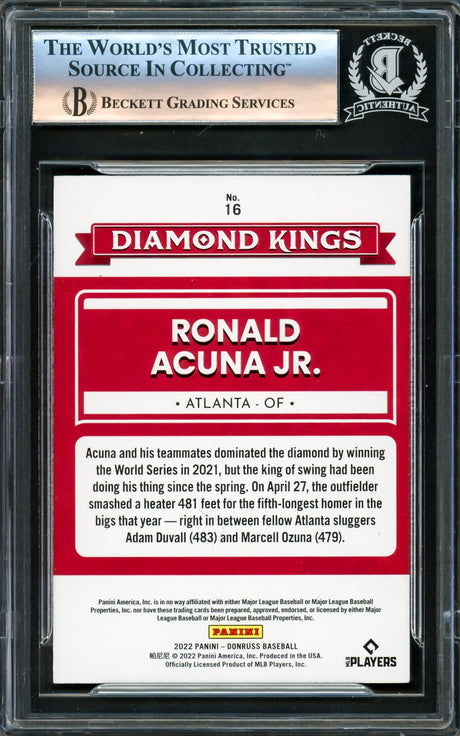 THE WORLD'S MOST TRUSTED
SOURCE IN COLLECTING™
BECKETT GRADING SERVICES
BECKETT
AUTHENTIC
No.
16
DIAMOND KINGS
RONALD
ACUNA JR.
• ATLANTA - OF •
Acuna and his teammates dominated the diamond by winning
the World Series in 2021, but the king of swing had been
doing his thing since the spring. On April 27, the outfielder
smashed a heater 481 feet for the fifth-longest homer in the
bigs that year — right in between fellow Atlanta sluggers
Adam Duvall (483) and Marcell Ozuna (479).
Panini America, Inc. is in no way affiliated with either Major League Baseball or Major League Baseball
Properties, Inc. nor have these trading cards been prepared, approved, endorsed, or licensed by either Major
League Baseball or Major League Baseball Properties, Inc.
PANINI
2022 PANINI – DONRUSS BASEBALL
帕尼尼 © 2022 Panini America, Inc. Produced in the USA.
Officially Licensed Product of MLB Players, Inc.
MLB PLAYERS